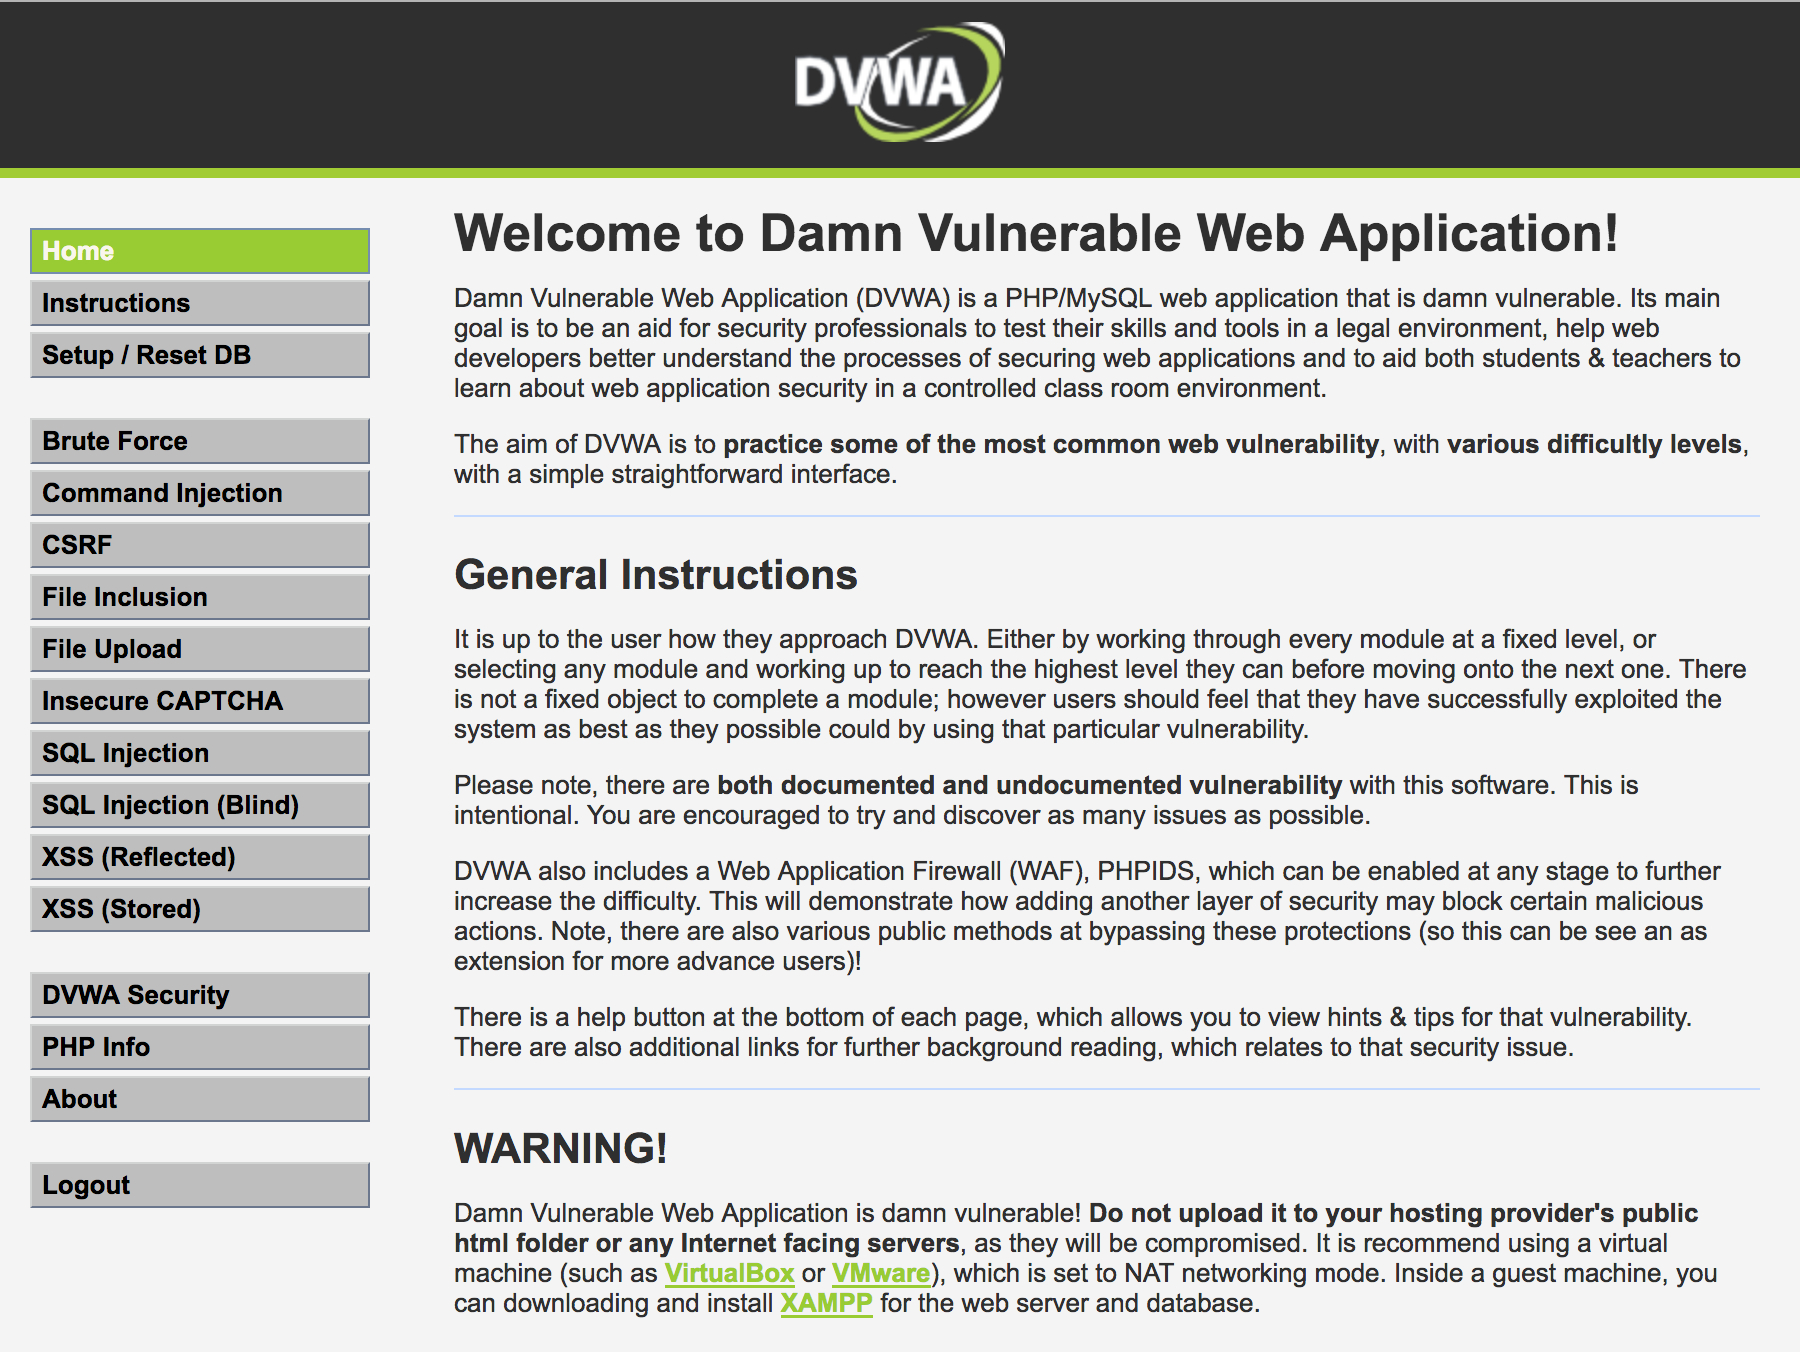 DVWA
Home
Instructions
Setup / Reset DB
Brute Force
Command Injection
CSRF
File Inclusion
File Upload
Insecure CAPTCHA
SQL Injection
SQL Injection (Blind)
XSS (Reflected)
XSS (Stored)
DVWA Security
PHP Info
About
Logout
Welcome to Damn Vulnerable Web Application!
Damn Vulnerable Web Application (DVWA) is a PHP/MySQL web application that is damn vulnerable. Its main
goal is to be an aid for security professionals to test their skills and tools in a legal environment, help web
developers better understand the processes of securing web applications and to aid both students & teachers to
learn about web application security in a controlled class room environment.
The aim of DVWA is to practice some of the most common web vulnerability, with various difficultly levels,
with a simple straightforward interface.
General Instructions
It is up to the user how they approach DVWA. Either by working through every module at a fixed level, or
selecting any module and working up to reach the highest level they can before moving onto the next one. There
is not a fixed object to complete a module; however users should feel that they have successfully exploited the
system as best as they possible could by using that particular vulnerability.
Please note, there are both documented and undocumented vulnerability with this software. This is
intentional. You are encouraged to try and discover as many issues as possible.
DVWA also includes a Web Application Firewall (WAF), PHPIDS, which can be enabled at any stage to further
increase the difficulty. This will demonstrate how adding another layer of security may block certain malicious
actions. Note, there are also various public methods at bypassing these protections (so this can be see an as
extension for more advance users)!
There is a help button at the bottom of each page, which allows you to view hints & tips for that vulnerability.
There are also additional links for further background reading, which relates to that security issue.
WARNING!
Damn Vulnerable Web Application is damn vulnerable! Do not upload it to your hosting provider's public
html folder or any Internet facing servers, as they will be compromised. It is recommend using a virtual
machine (such as VirtualBox or VMware), which is set to NAT networking mode. Inside a guest machine, you
can downloading and install XAMPP for the web server and database.